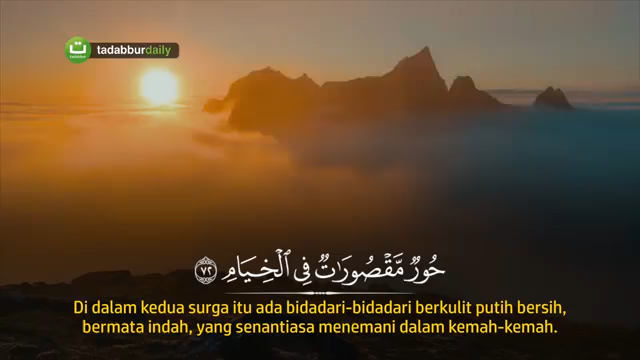 tadabburdaily
حُورٌ مَّقْصُورَٰتٌ فِي الْخِيَامِ ٧٢
Di dalam kedua surga itu ada bidadari-bidadari berkulit putih bersih,
bermata indah, yang senantiasa menemani dalam kemah-kemah.